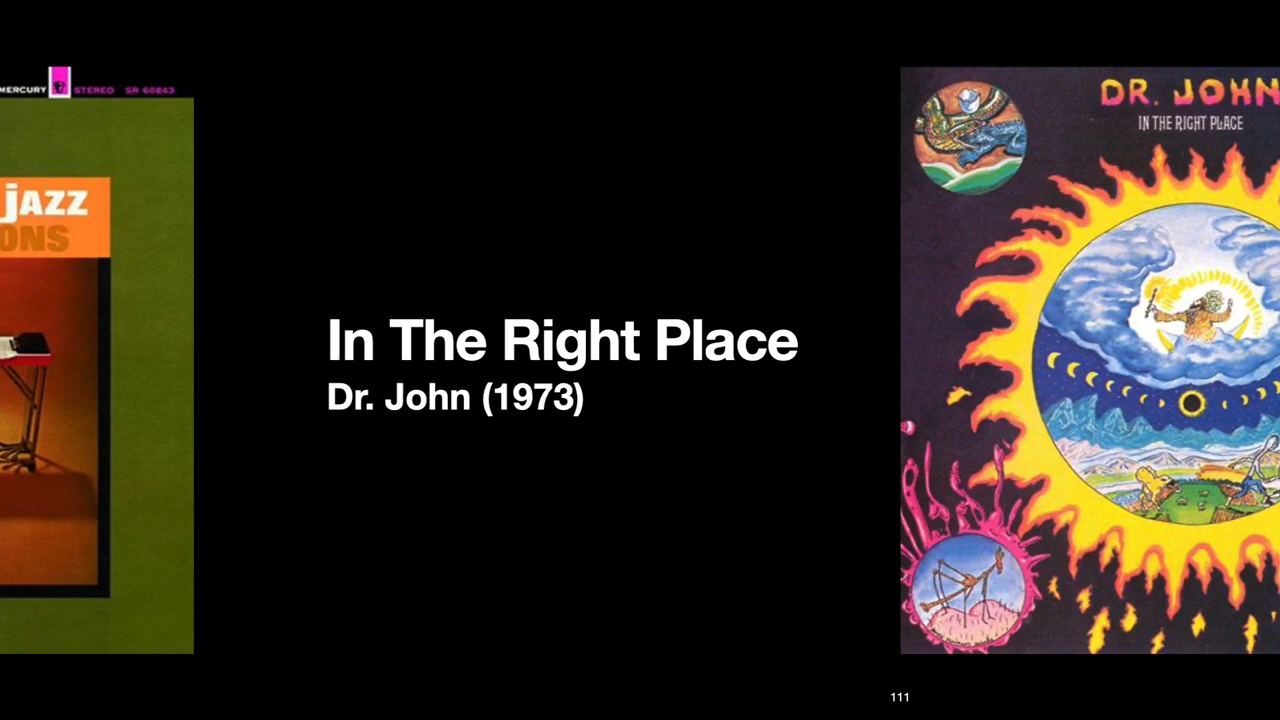 MERCURY STEREO SR 60843
jAZZ
ONS
In The Right Place
Dr. John (1973)
DR. JOHN
IN THE RIGHT PLACE
111